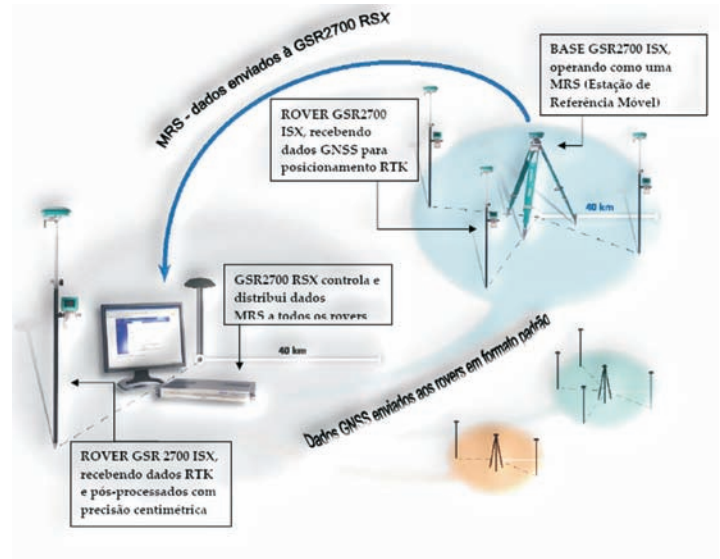 MRS - dados enviados à GSR2700 RSX
BASE GSR2700 ISX,
operando como uma
MRS (Estação de
Referência Móvel)
ROVER GSR2700
ISX, recebendo
dados GNSS para
posicionamento RTK
40 km
GSR2700 RSX controla e
distribui dados
MRS a todos os rovers
40 km
Dados GNSS enviados aos rovers em formato padrão
ROVER GSR 2700 ISX,
recebendo dados RTK
e pós-processados com
precisão centimétrica